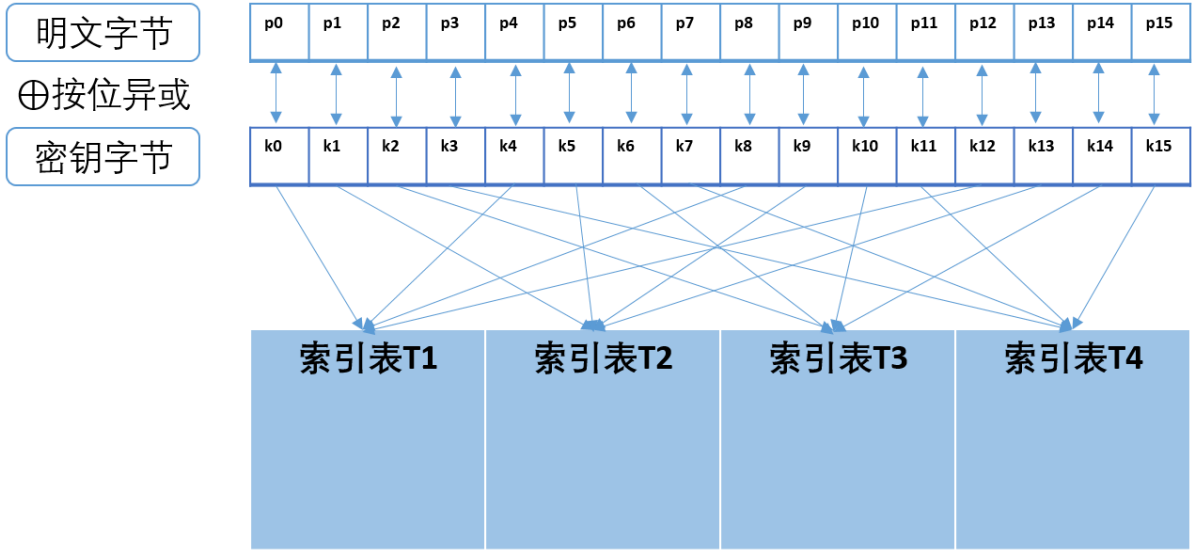 明文字节 p0 p1 p2 p3 p4 p5 p6 p7 p8 p9 p10 p11 p12 p13 p14 p15
⊕按位异或
密钥字节 k0 k1 k2 k3 k4 k5 k6 k7 k8 k9 k10 k11 k12 k13 k14 k15
索引表T1 索引表T2 索引表T3 索引表T4